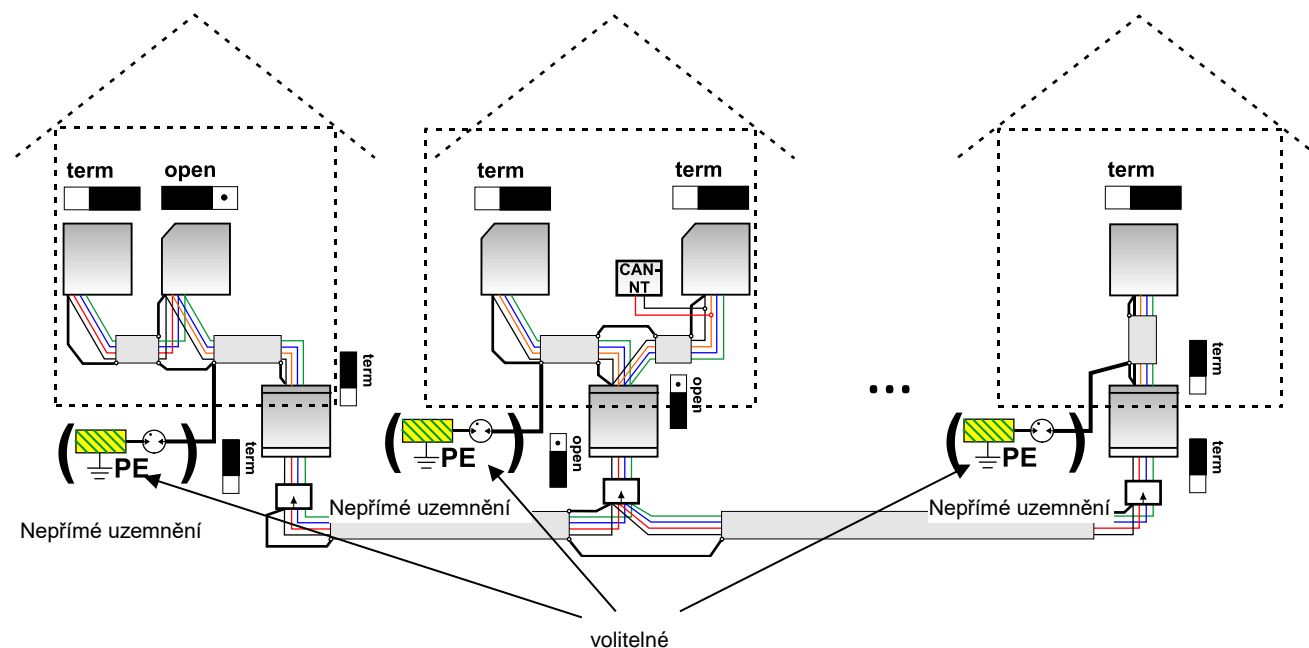 term
open
term
term
term
CAN-
NT
term
open
term
...
term
open
term
( PE )
( PE )
( PE )
Nepřímé uzemnění
Nepřímé uzemnění
Nepřímé uzemnění
volitelné